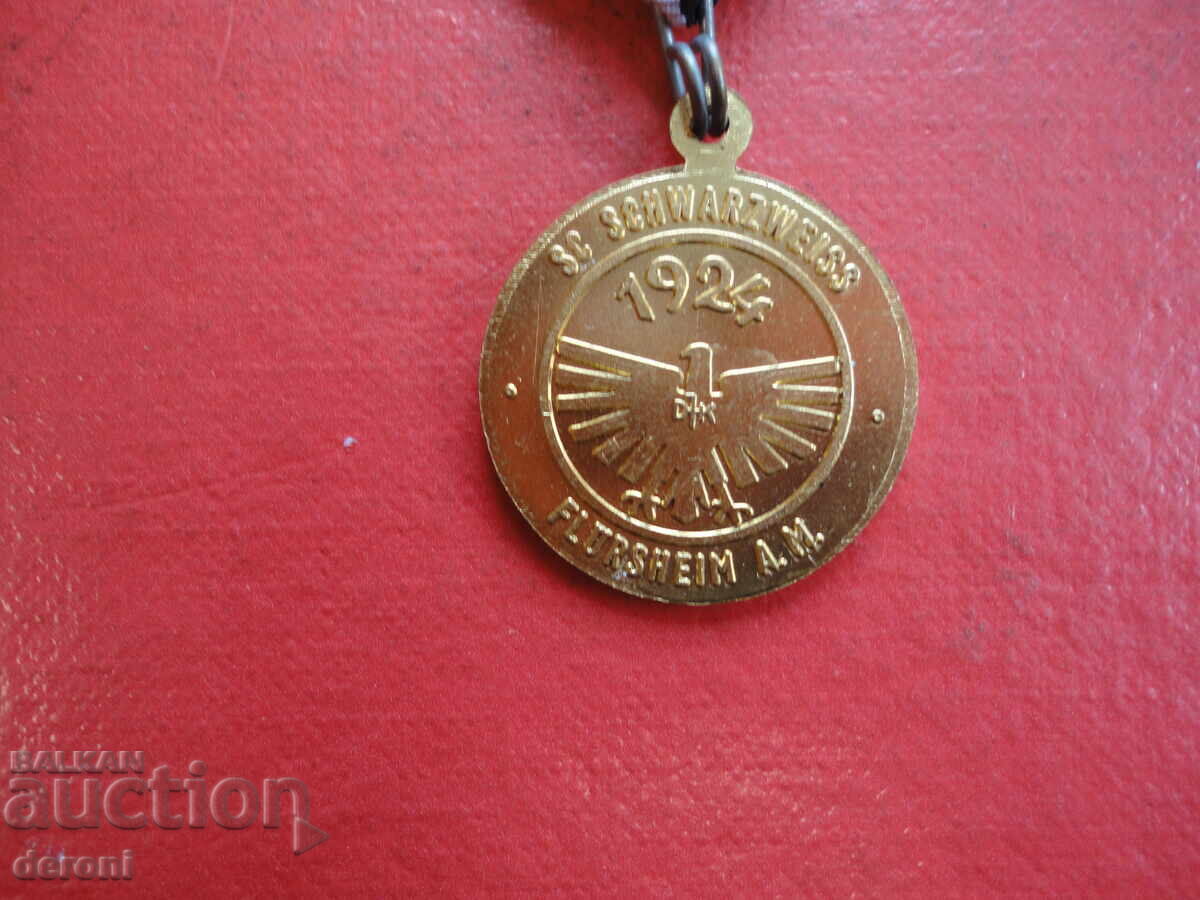 SC SCHWARZWEISS
1924
DJK
FLÖRSHEIM A.M.
BALKAN
auction
deroni